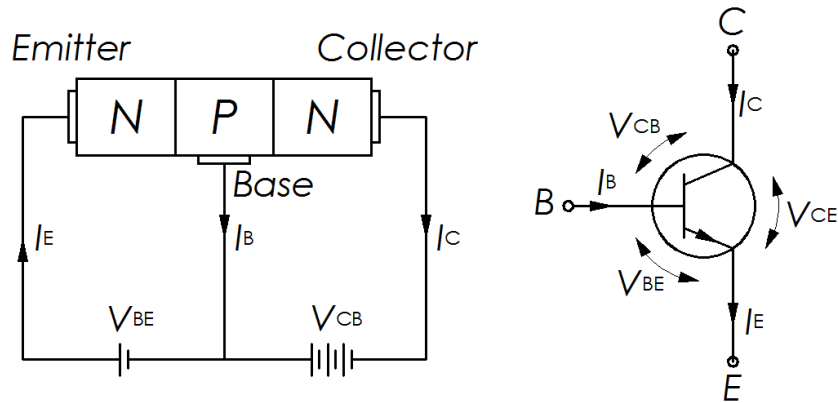 Emitter
Collector
N P N
Base
IE
IB
IC
VBE
VCB
C
IC
VCB
IB
B
VCE
VBE
IE
E